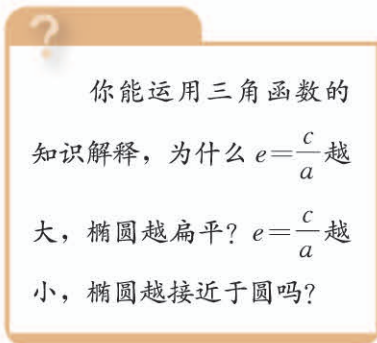 ?
你能运用三角函数的
知识解释，为什么 e=c/a 越
大，椭圆越扁平？e=c/a 越
小，椭圆越接近于圆吗？